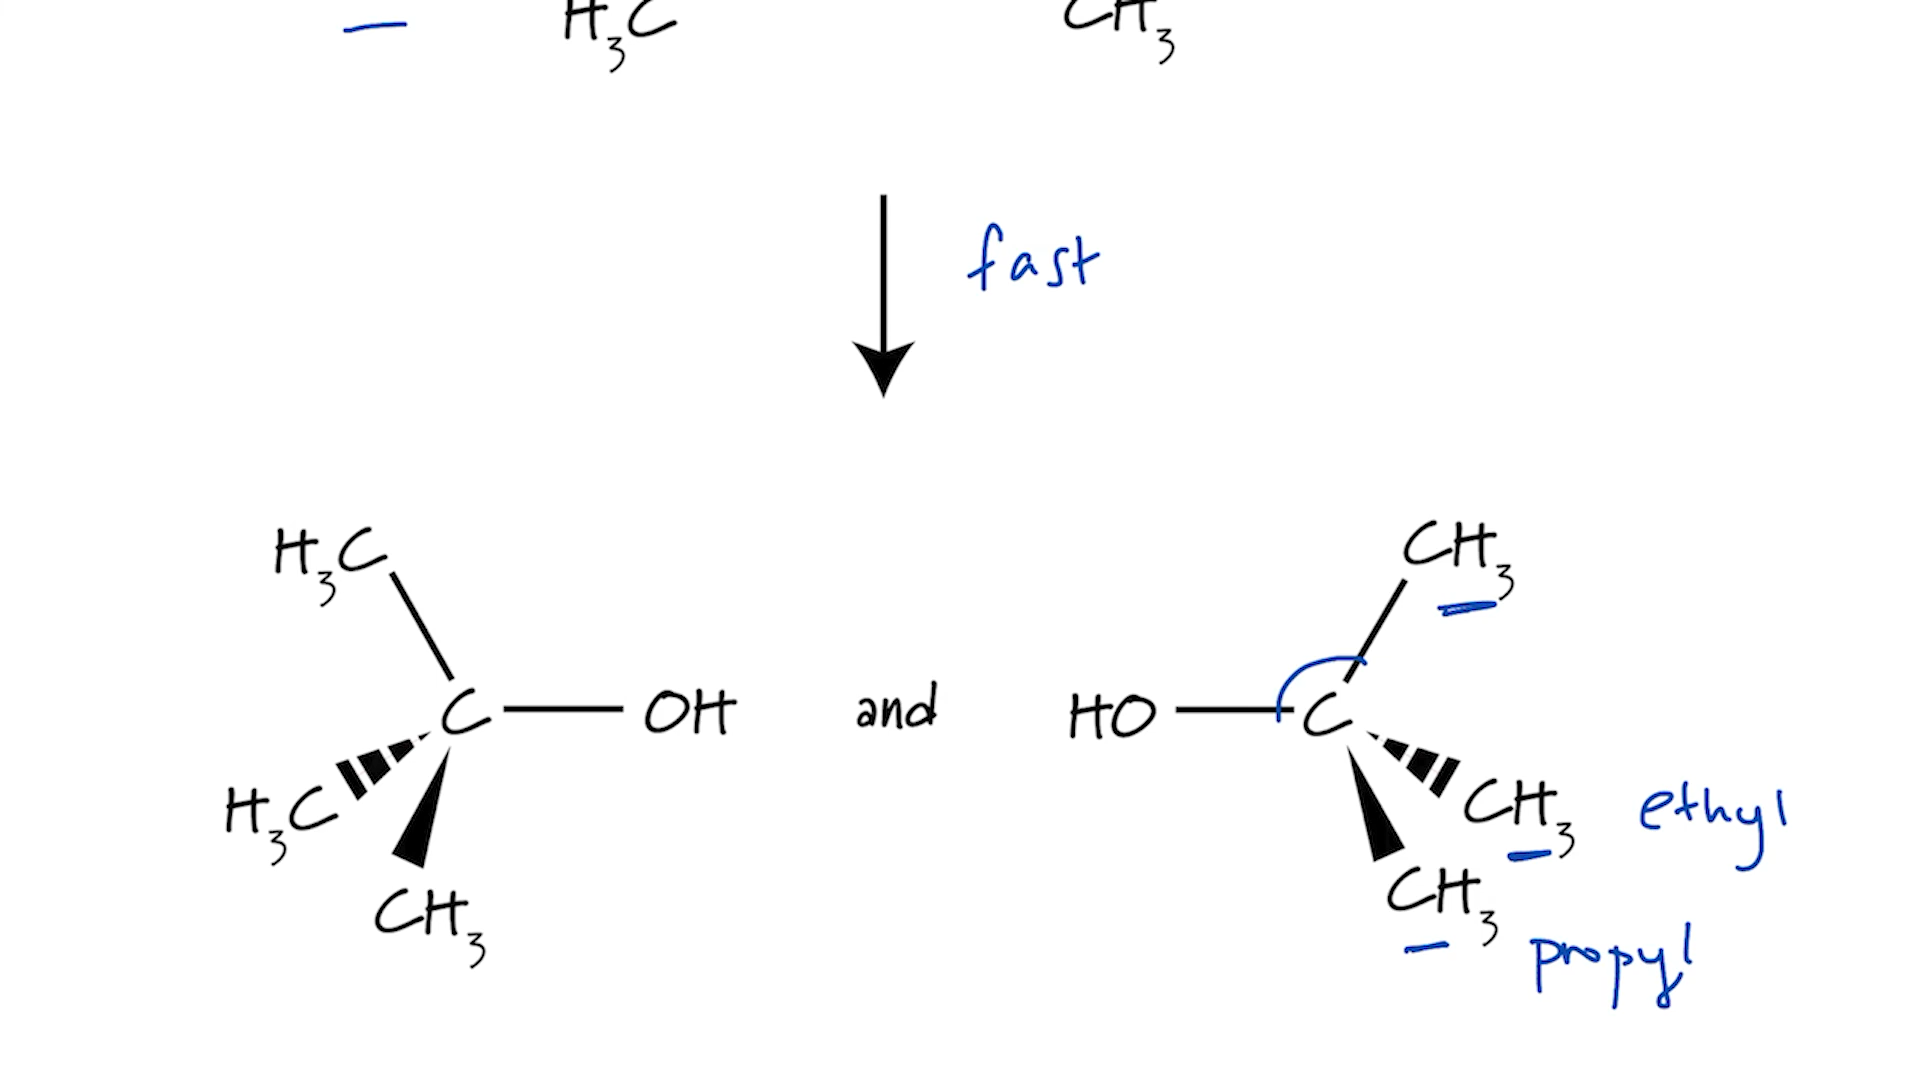 H₃C CH₃
fast
H₃C CH₃
C OH and HO C
H₃C CH₃ ethyl
CH₃ CH₃
propyl